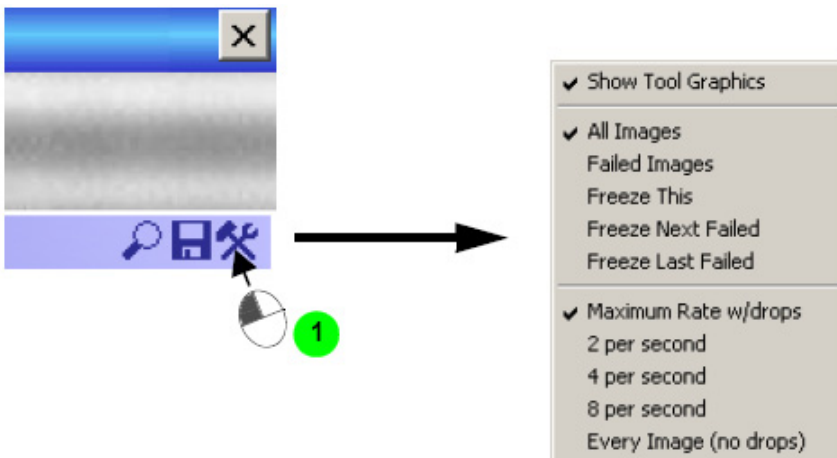 1
✔ Show Tool Graphics
✔ All Images
Failed Images
Freeze This
Freeze Next Failed
Freeze Last Failed
✔ Maximum Rate w/drops
2 per second
4 per second
8 per second
Every Image (no drops)